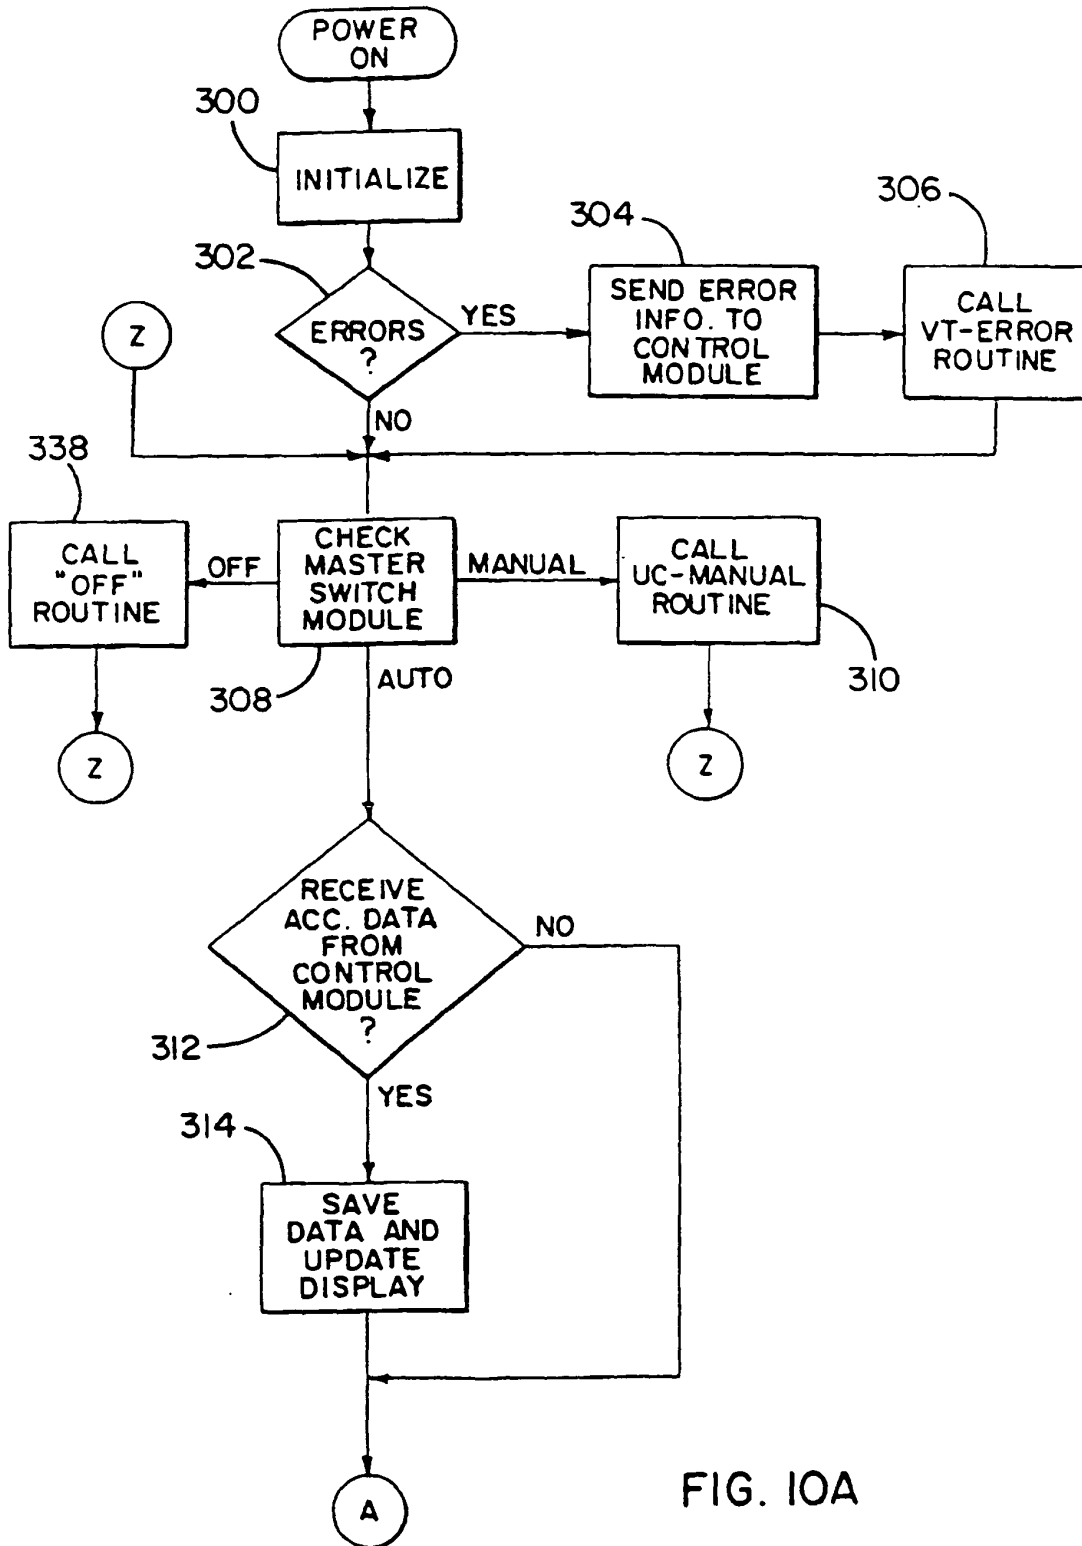 POWER
ON
300
INITIALIZE
302
ERRORS
?
YES
NO
304
SEND ERROR
INFO. TO
CONTROL
MODULE
306
CALL
VT-ERROR
ROUTINE
Z
338
CALL
"OFF"
ROUTINE
OFF
CHECK
MASTER
SWITCH
MODULE
308
MANUAL
CALL
UC-MANUAL
ROUTINE
310
AUTO
Z
Z
RECEIVE
ACC. DATA
FROM
CONTROL
MODULE
?
312
NO
YES
314
SAVE
DATA AND
UPDATE
DISPLAY
A
FIG. 10A